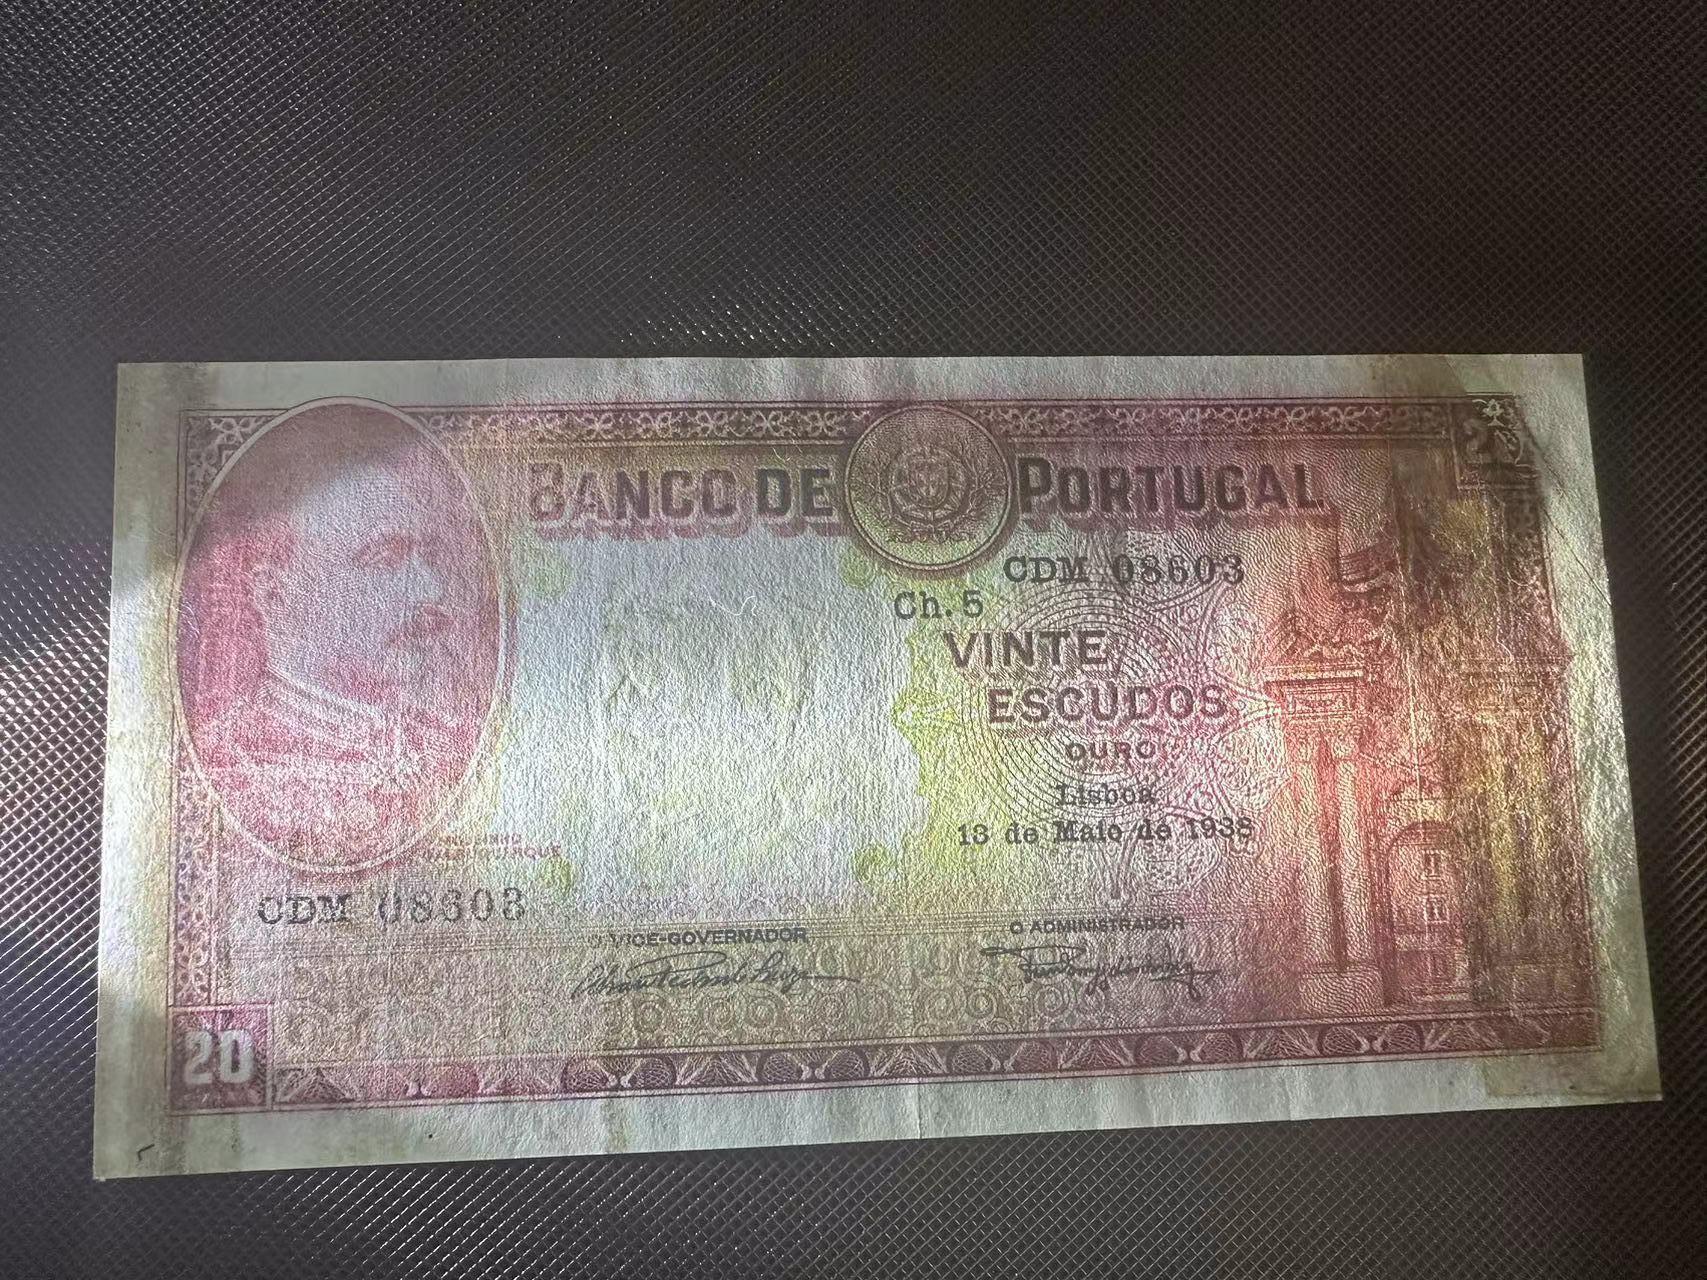 BANCO DE PORTUGAL
CDM 08603
Ch. 5
VINTE
ESCUDOS
OURO
Lisboa
13 de Maio de 1938
CDM 08603
O VICE-GOVERNADOR
O ADMINISTRADOR
20